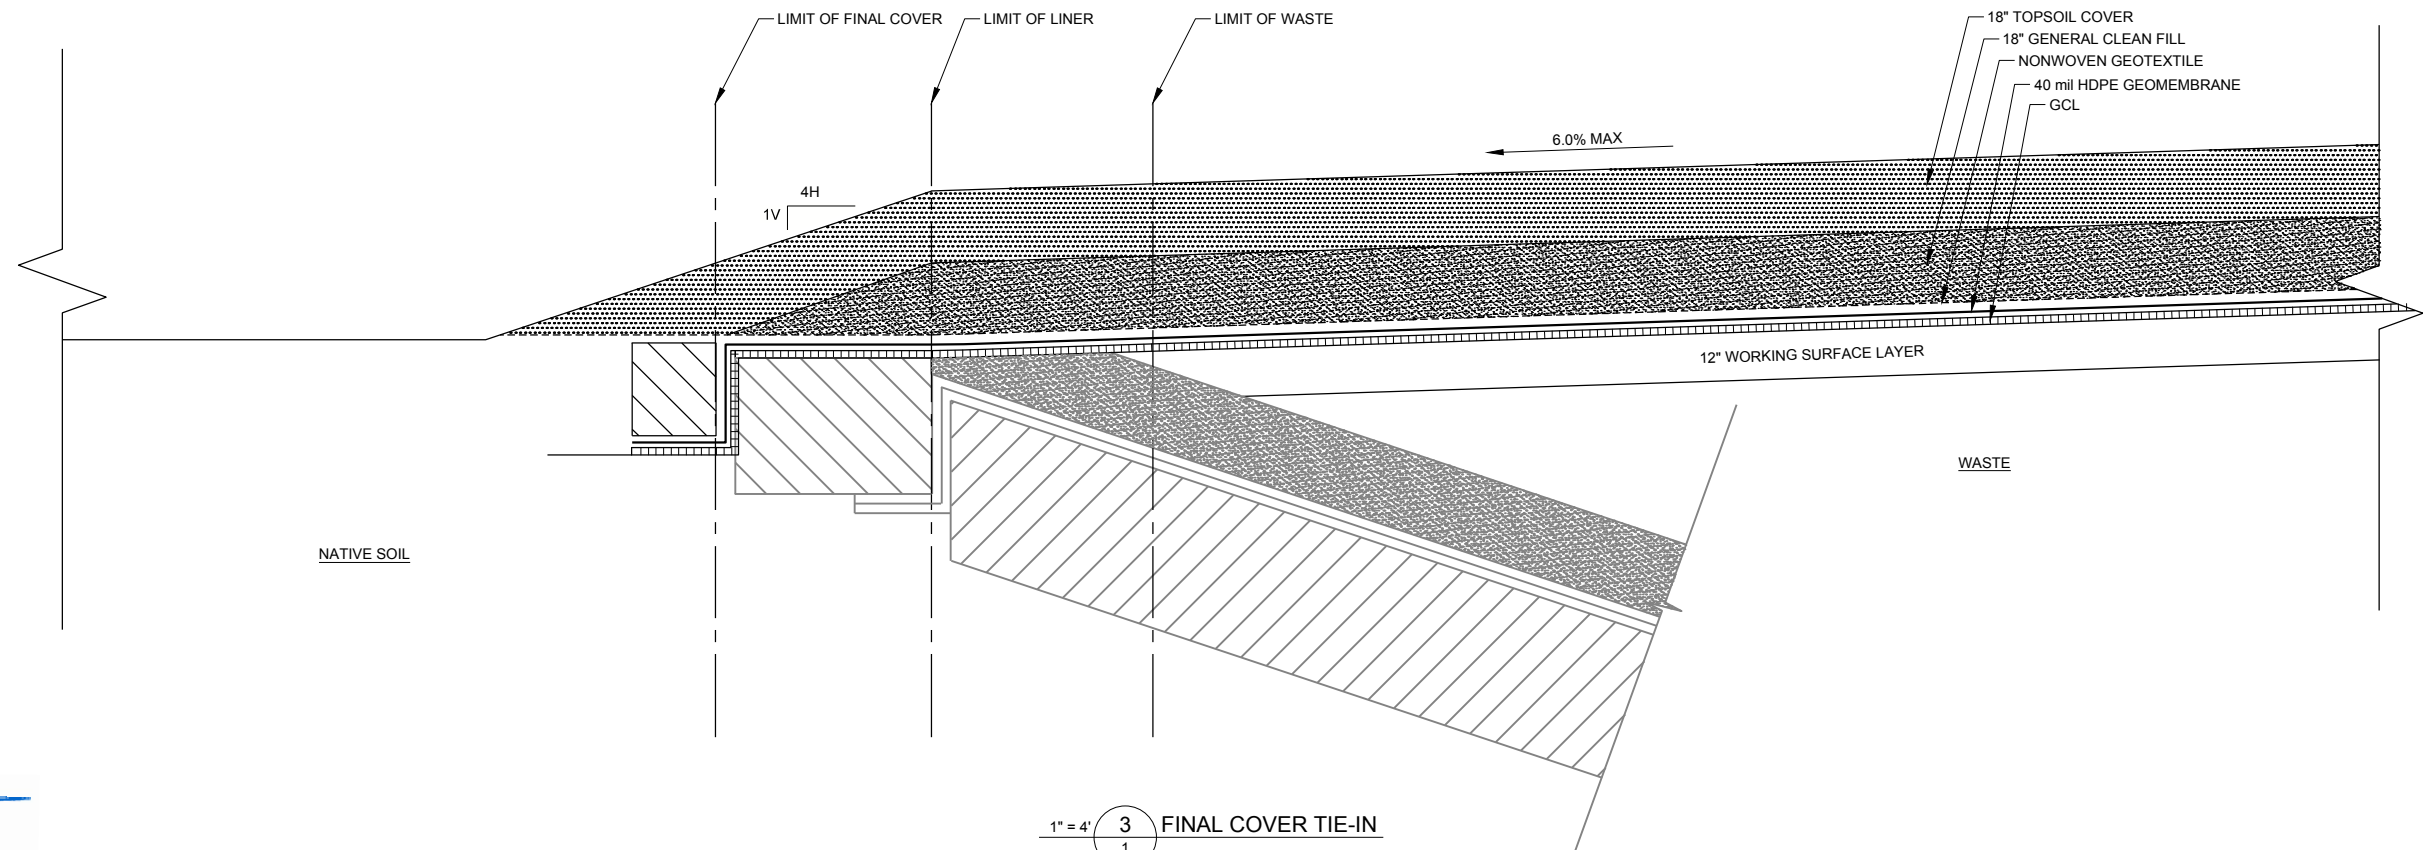 LIMIT OF FINAL COVER
LIMIT OF LINER
LIMIT OF WASTE
18" TOPSOIL COVER
18" GENERAL CLEAN FILL
NONWOVEN GEOTEXTILE
40 mil HDPE GEOMEMBRANE
GCL
6.0% MAX
4H
1V
12" WORKING SURFACE LAYER
WASTE
NATIVE SOIL
1" = 4'
3
FINAL COVER TIE-IN
1